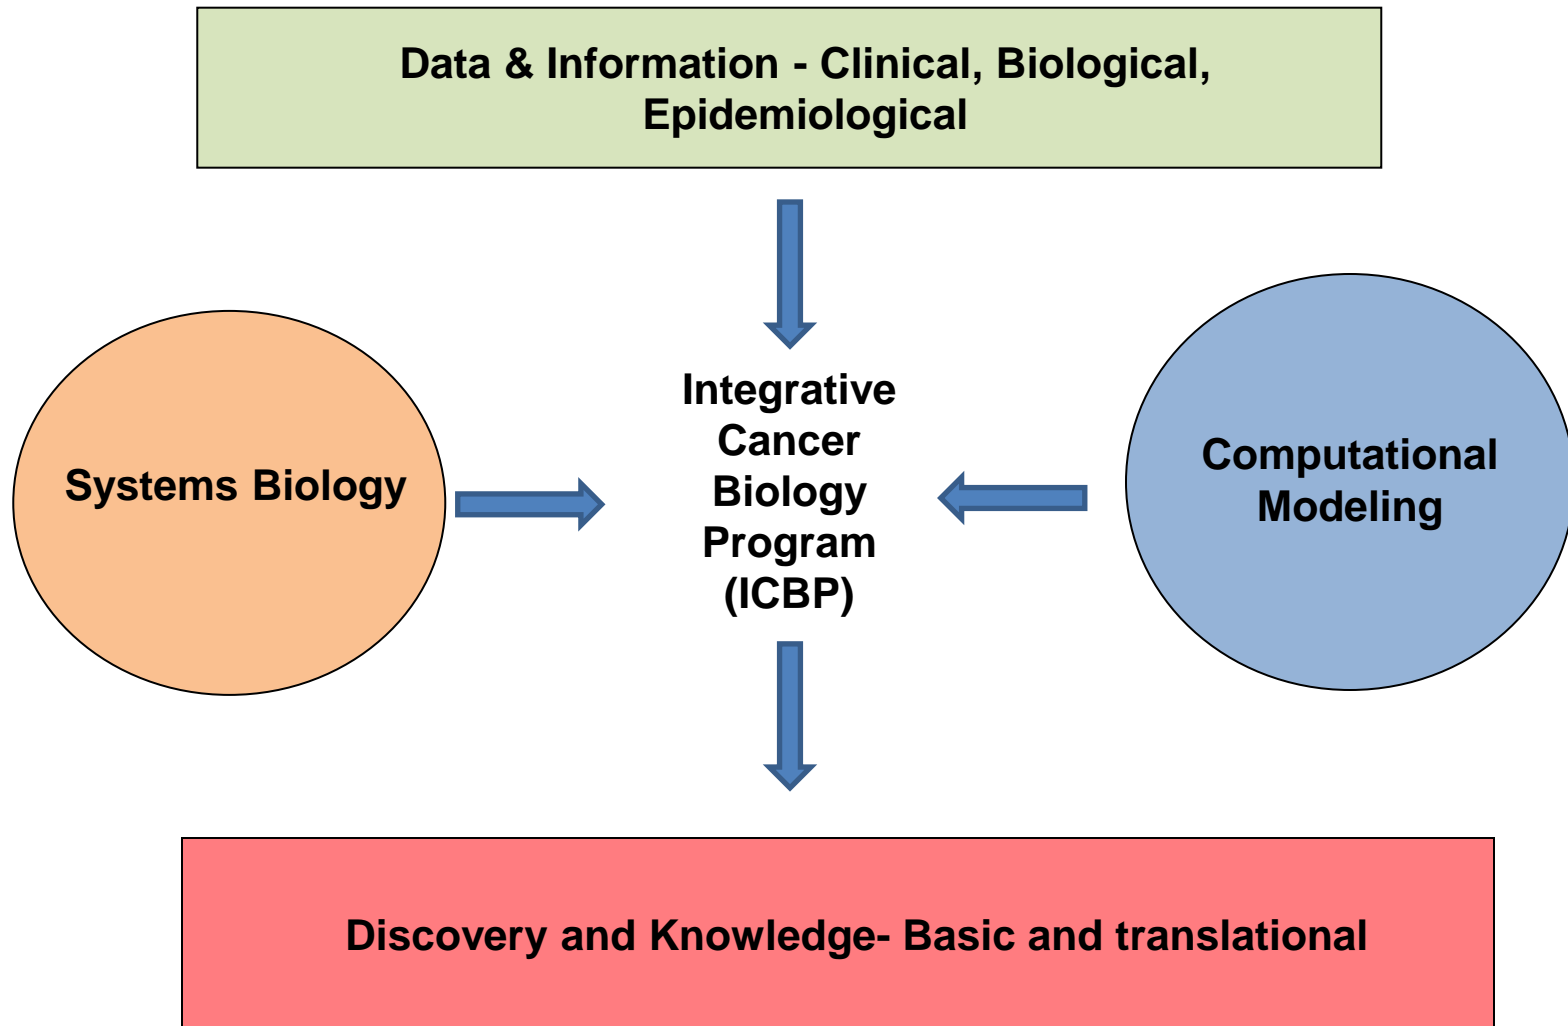 Data & Information - Clinical, Biological,
Epidemiological
Integrative
Cancer
Biology
Program
(ICBP)
Systems Biology
Computational
Modeling
Discovery and Knowledge- Basic and translational